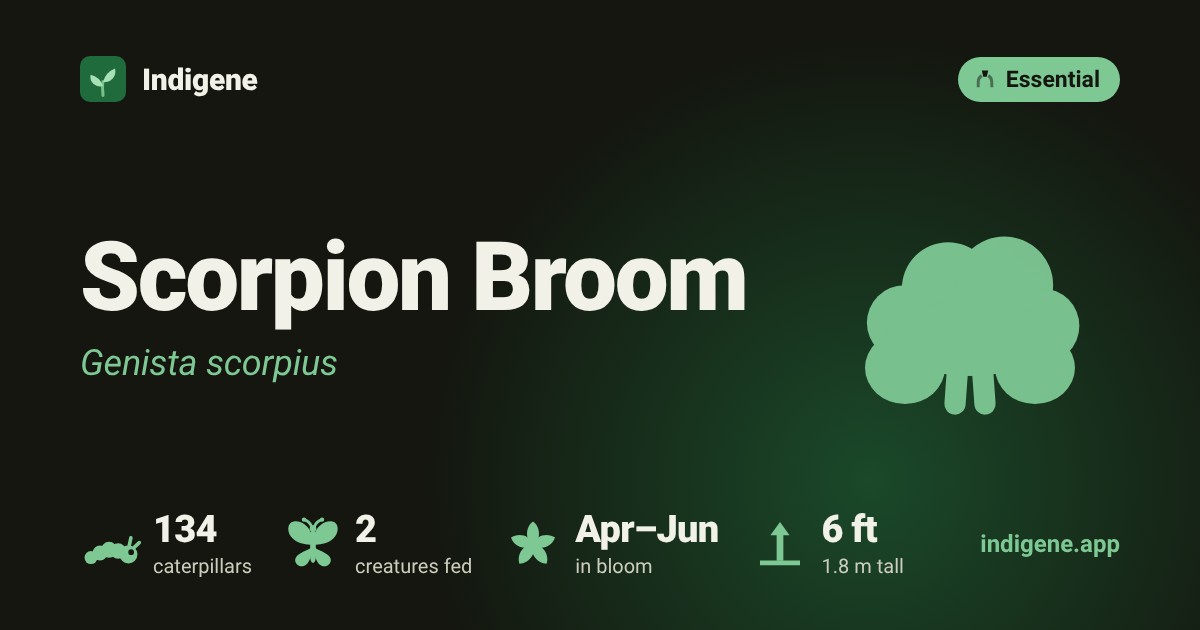 Indigene
Essential
Scorpion Broom
Genista scorpius
134
caterpillars
2
creatures fed
Apr–Jun
in bloom
6 ft
1.8 m tall
indigene.app